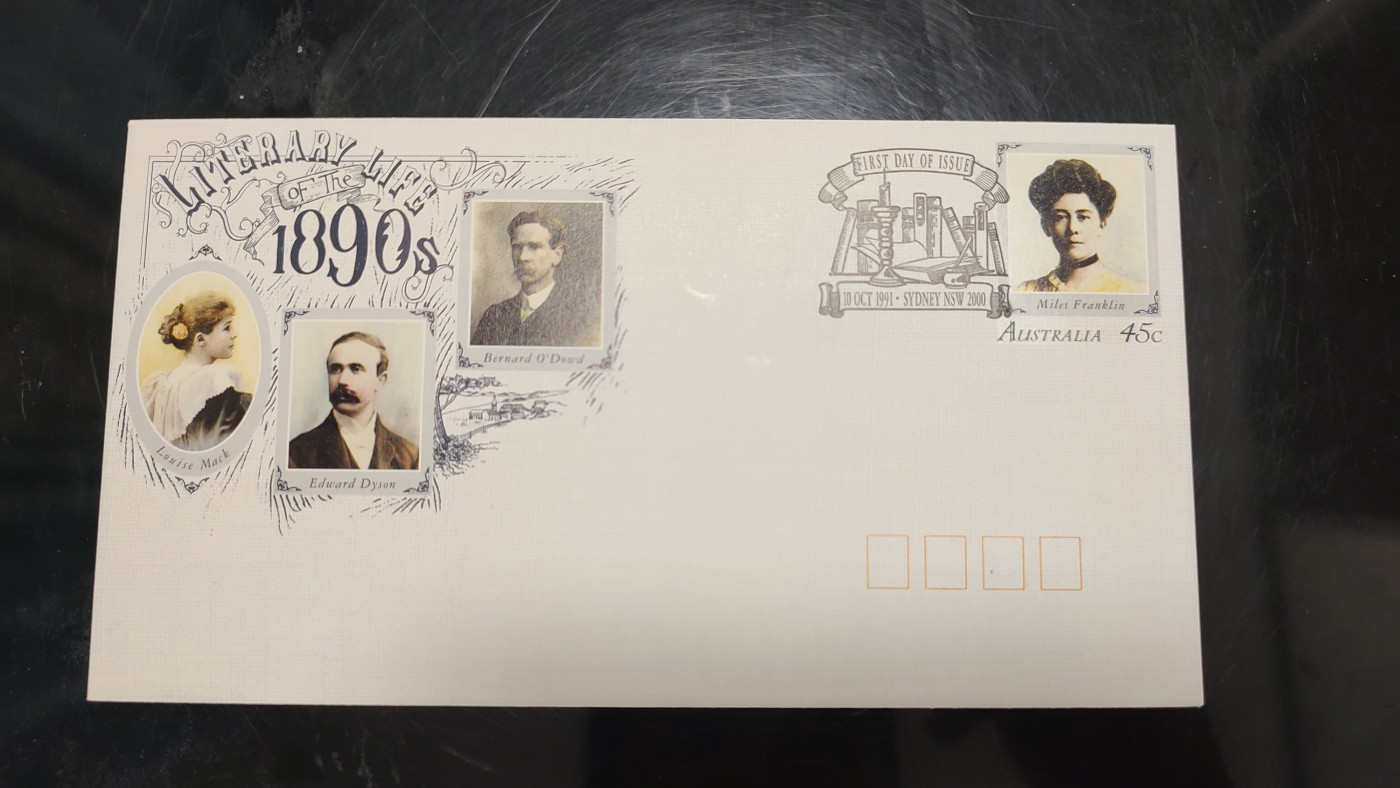 LITERARY LIFE
OF The
1890s
Louise Mack
Edward Dyson
Bernard O'Dowd
FIRST DAY OF ISSUE
10 OCT 1991 • SYDNEY NSW 2000
Miles Franklin
AUSTRALIA 45c